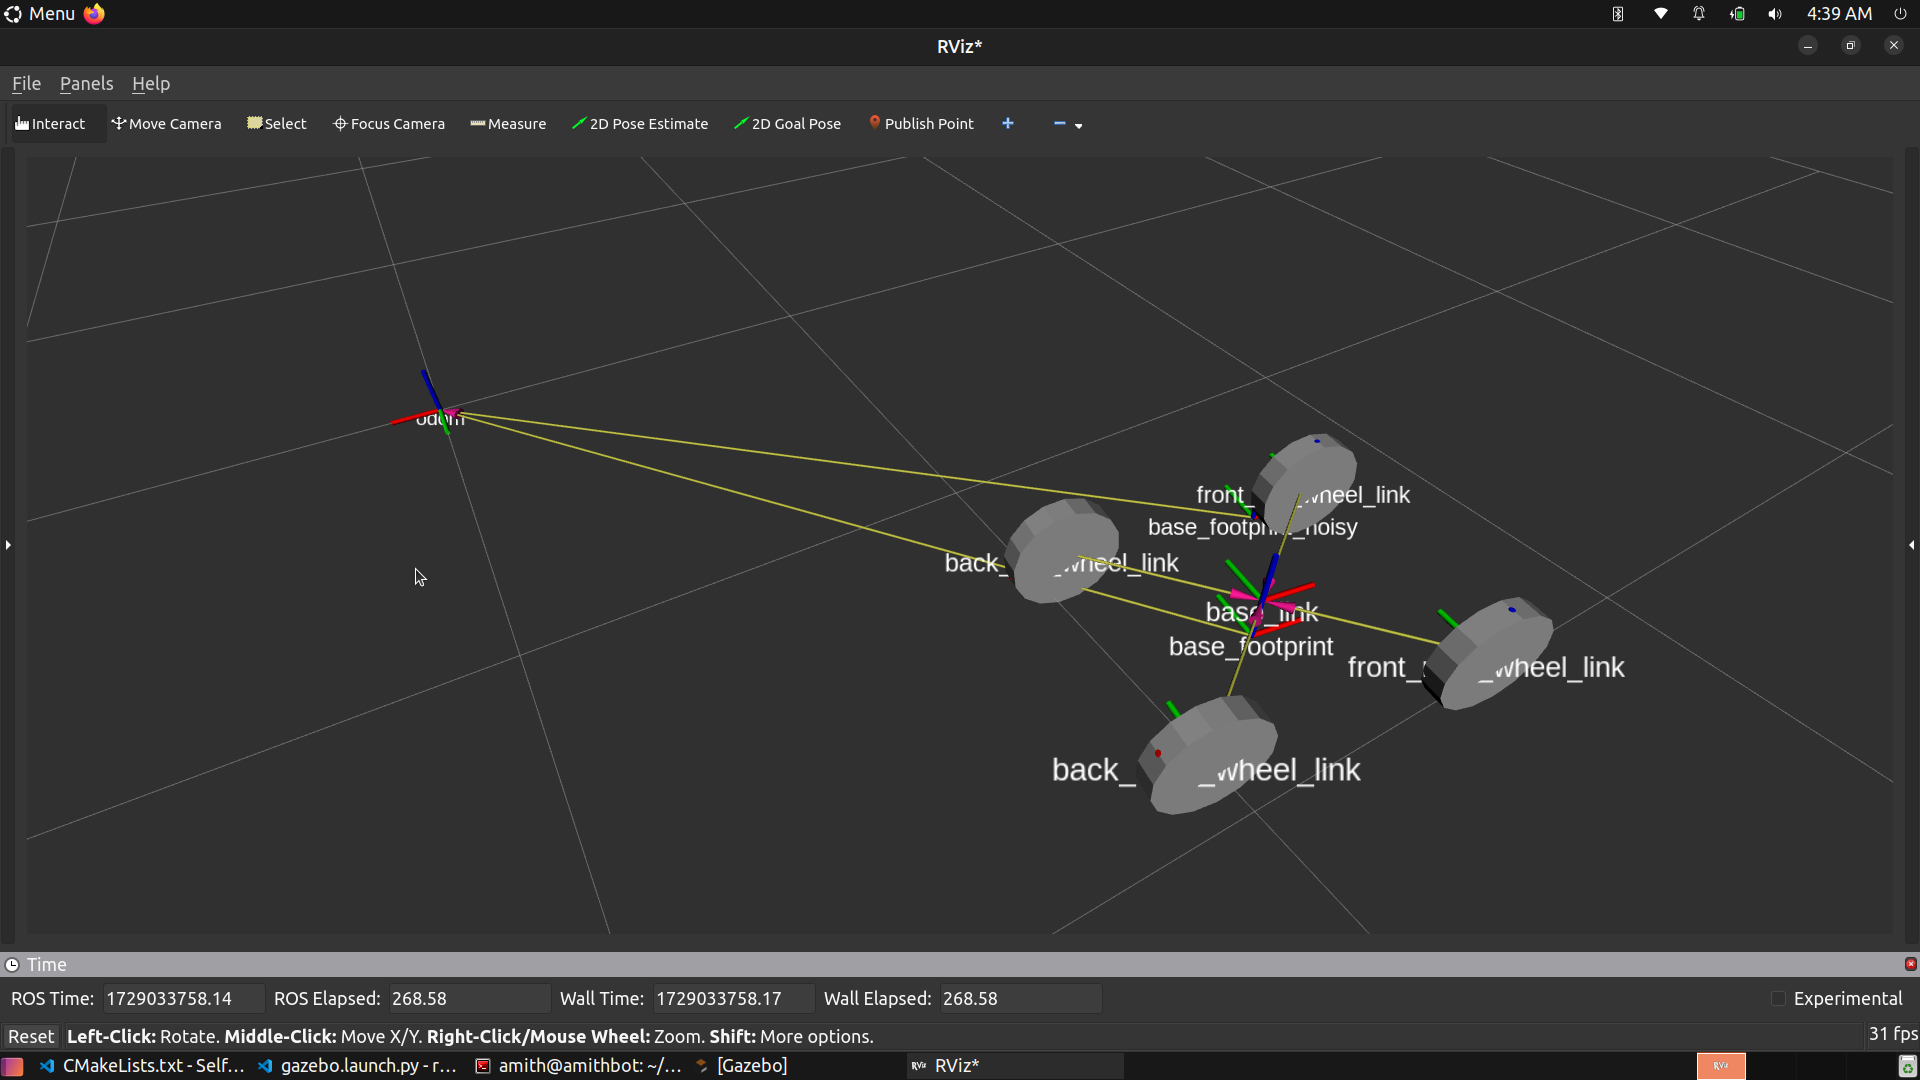 Menu 4:39 AM
RViz*
File Panels Help
Interact Move Camera Select Focus Camera Measure 2D Pose Estimate 2D Goal Pose Publish Point
odom
front_ wheel_link
base_footprint_noisy
back_ _wheel_link
base_link
base_footprint
front_ _wheel_link
back_ _wheel_link
Time
ROS Time: 1729033758.14 ROS Elapsed: 268.58 Wall Time: 1729033758.17 Wall Elapsed: 268.58 Experimental
Reset Left-Click: Rotate. Middle-Click: Move X/Y. Right-Click/Mouse Wheel: Zoom. Shift: More options. 31 fps
CMakeLists.txt - Self... gazebo.launch.py - r... amith@amithbot: ~/... [Gazebo] RViz* RViz